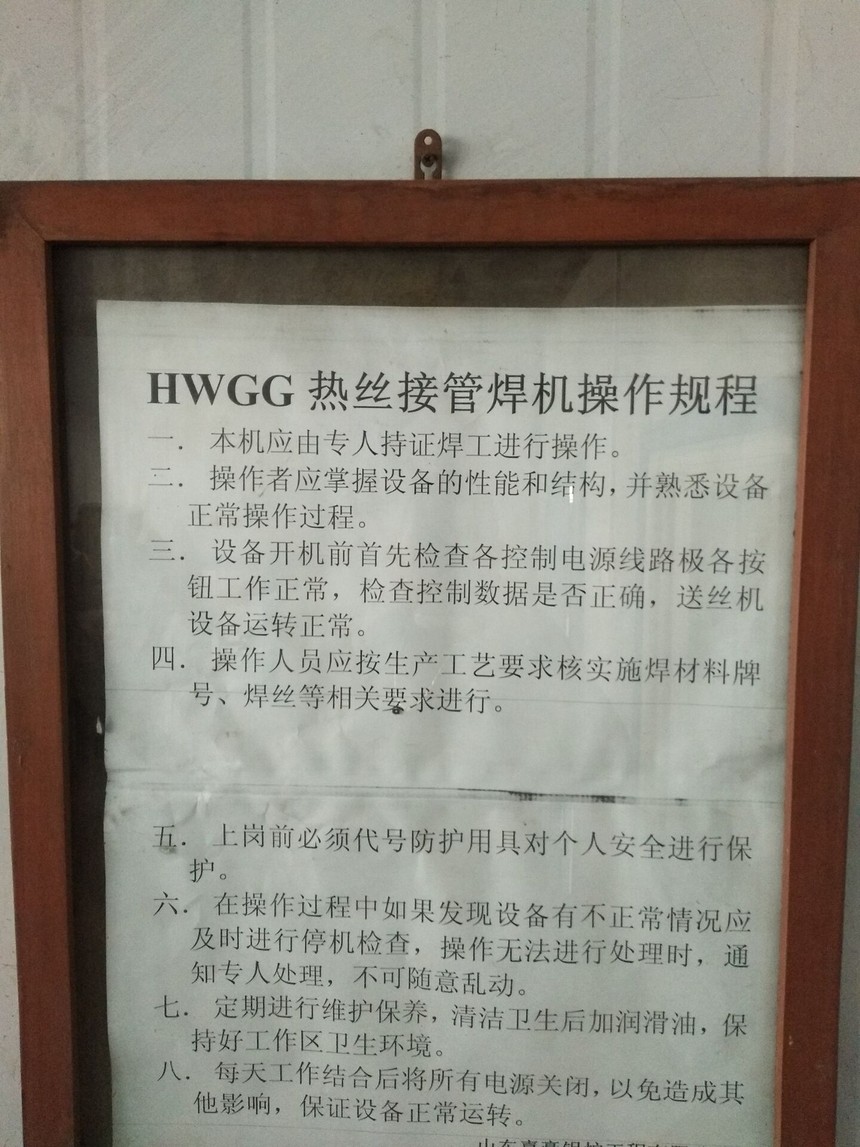 HWGG 热丝接管焊机操作规程
一． 本机应由专人持证焊工进行操作。
二． 操作者应掌握设备的性能和结构，并熟悉设备
正常操作过程。
三． 设备开机前首先检查各控制电源线路极各按
钮工作正常，检查控制数据是否正确，送丝机
设备运转正常。
四． 操作人员应按生产工艺要求核实施焊材料牌
号、焊丝等相关要求进行。
五． 上岗前必须代号防护用具对个人安全进行保
护。
六． 在操作过程中如果发现设备有不正常情况应
及时进行停机检查，操作无法进行处理时，通
知专人处理，不可随意乱动。
七． 定期进行维护保养，清洁卫生后加润滑油，保
持好工作区卫生环境。
八． 每天工作结合后将所有电源关闭，以免造成其
他影响，保证设备正常运转。